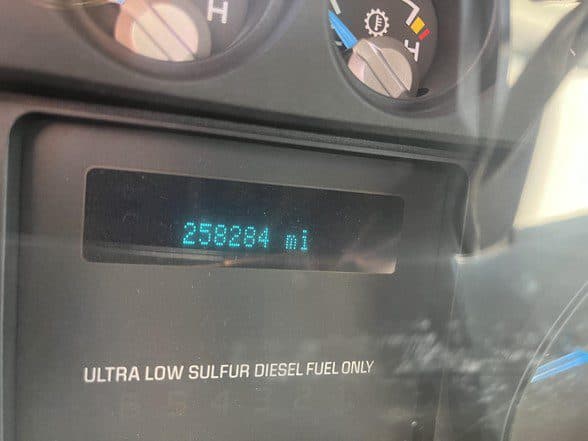 H
H
258284 mi
ULTRA LOW SULFUR DIESEL FUEL ONLY